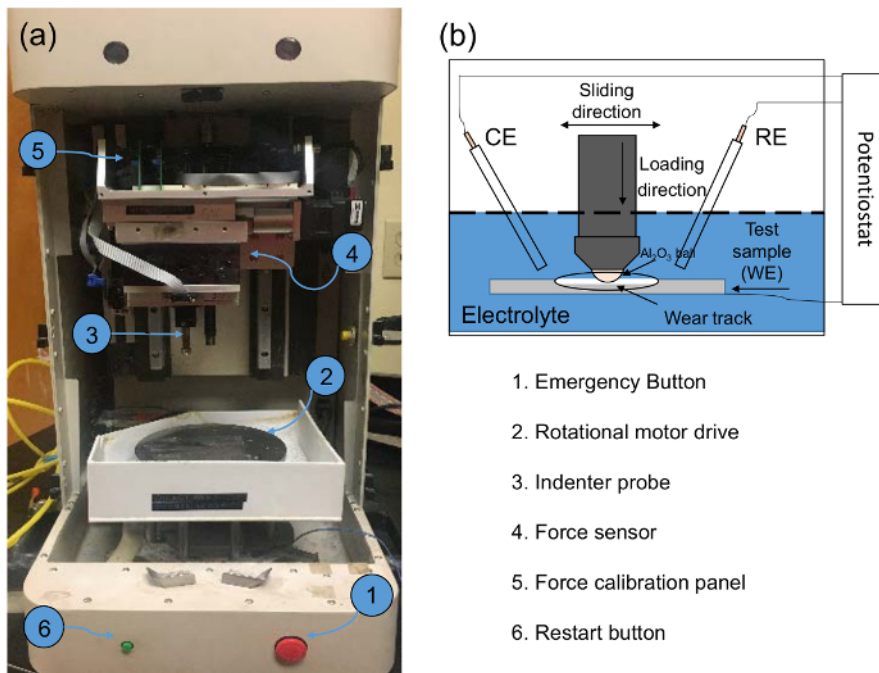 (a)
5
4
3
2
1
6
(b)
Sliding
direction
CE
RE
Loading
direction
Potentiostat
Al₂O₃ ball
Test
sample
(WE)
Electrolyte
Wear track
1. Emergency Button
2. Rotational motor drive
3. Indenter probe
4. Force sensor
5. Force calibration panel
6. Restart button